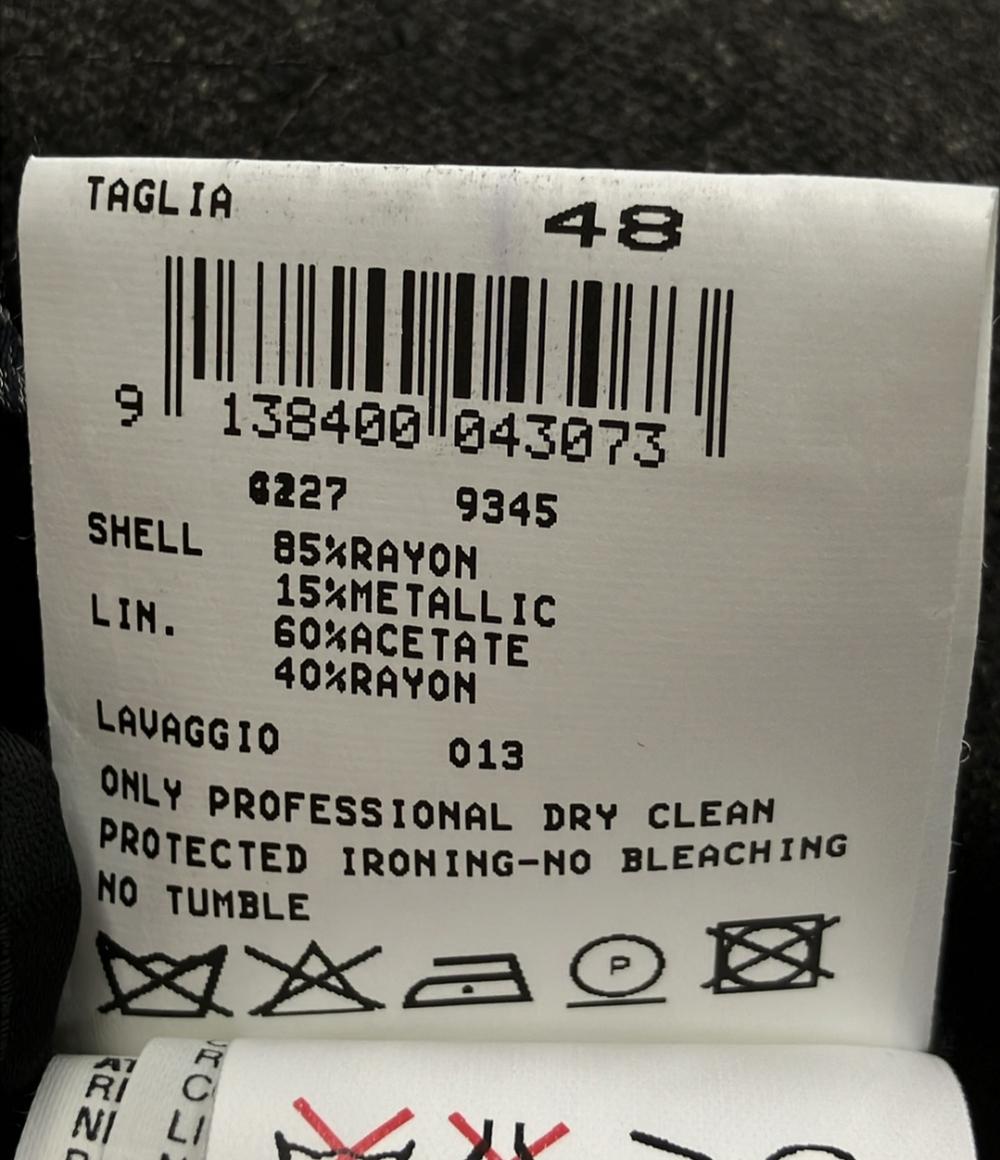 TAGLIA 48
9 138400 043073
9345
SHELL 85%RAYON
15%METALLIC
LIN. 60%ACETATE
40%RAYON
LAVAGGIO 013
ONLY PROFESSIONAL DRY CLEAN
PROTECTED IRONING-NO BLEACHING
NO TUMBLE
P